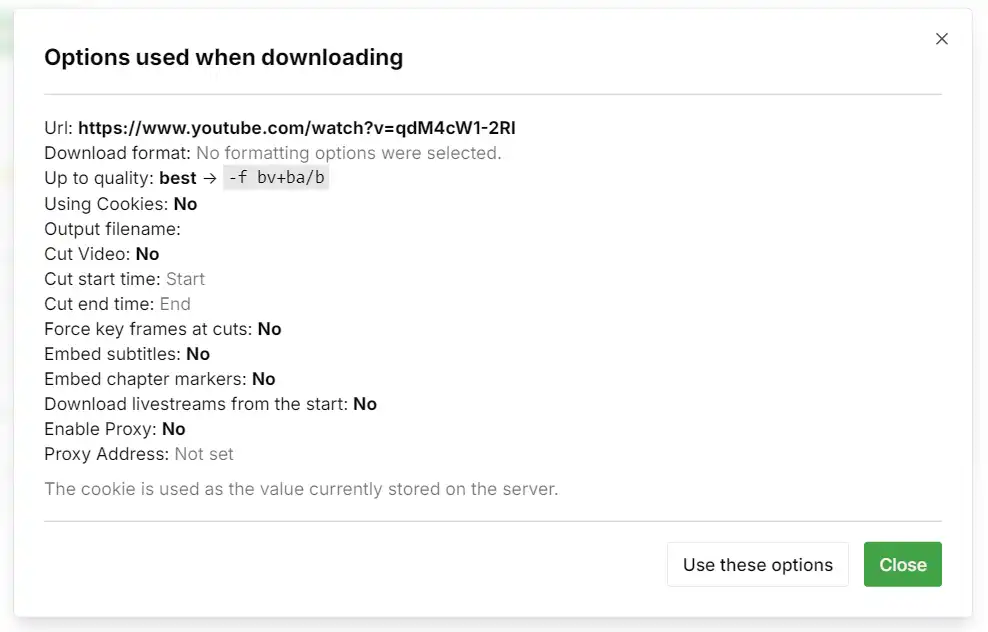 Options used when downloading
Url: https://www.youtube.com/watch?v=qdM4cW1-2RI
Download format: No formatting options were selected.
Up to quality: best → -f bv+ba/b
Using Cookies: No
Output filename:
Cut Video: No
Cut start time: Start
Cut end time: End
Force key frames at cuts: No
Embed subtitles: No
Embed chapter markers: No
Download livestreams from the start: No
Enable Proxy: No
Proxy Address: Not set
The cookie is used as the value currently stored on the server.
Use these options
Close